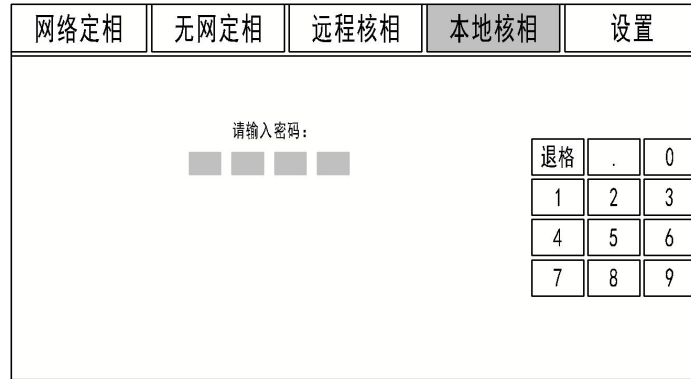 网络定相 无网定相 远程核相 本地核相 设置
请输入密码：
退格 . 0
1 2 3
4 5 6
7 8 9